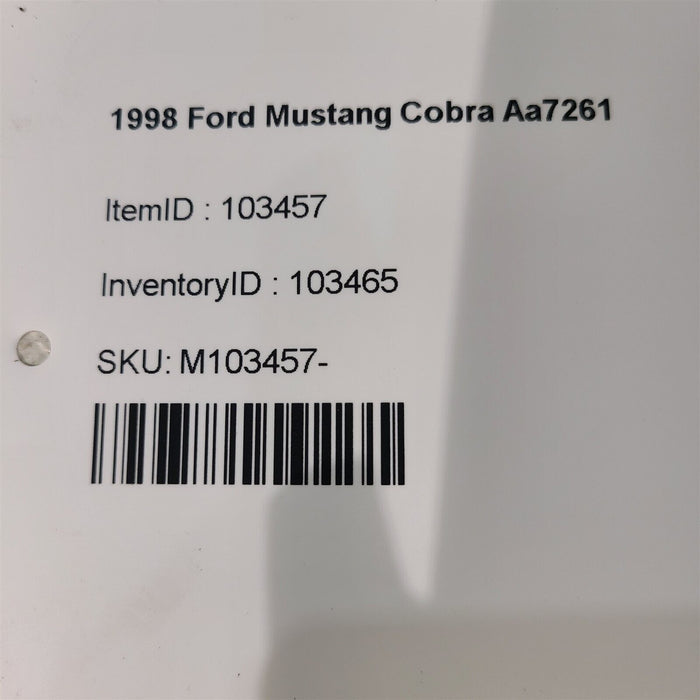 1998 Ford Mustang Cobra Aa7261
ItemID : 103457
InventoryID : 103465
SKU: M103457-